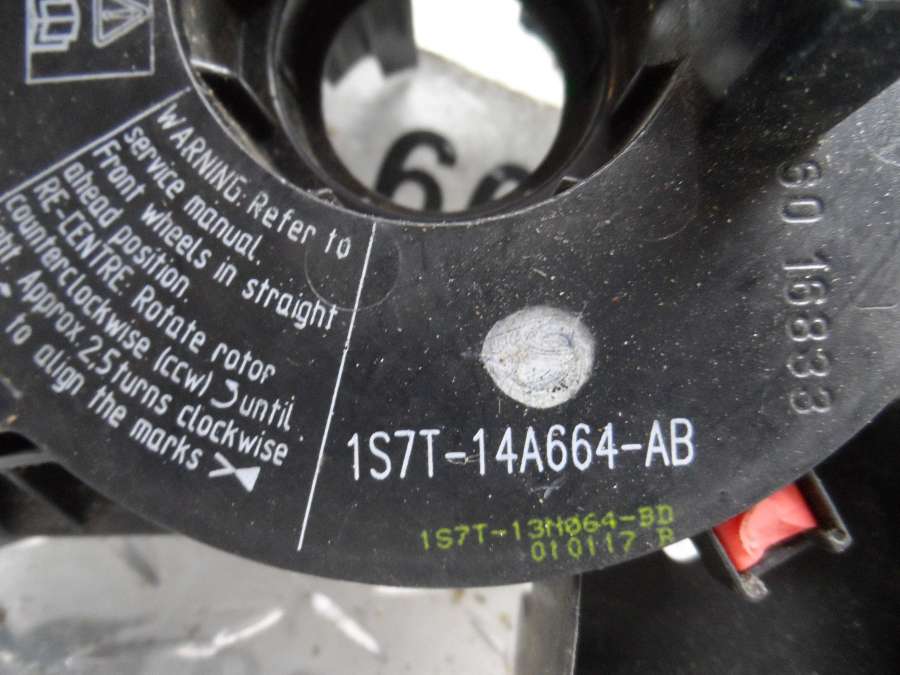 WARNING: Refer to
service manual.
Front wheels in straight
ahead position.
RE-CENTRE: Rotate rotor
Counterclockwise (ccw) until
Approx. 2,5 turns clockwise
to align the marks
1S7T-14A664-AB
1S7T-13N064-BD
010117 R
60 16833
69